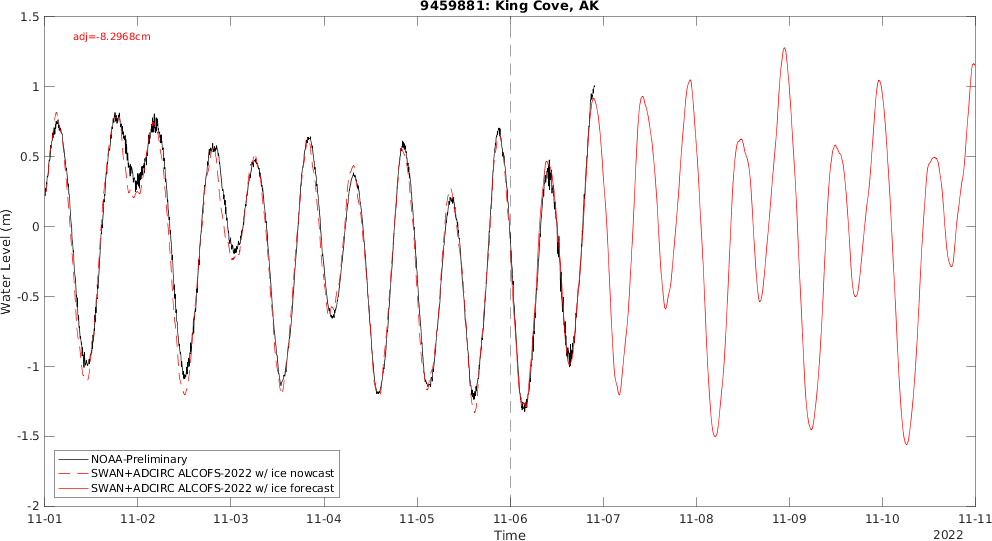 9459881: King Cove, AK
adj=-8.2968cm
1.5
1
0.5
0
-0.5
-1
-1.5
-2
Water Level (m)
NOAA-Preliminary
SWAN+ADCIRC ALCOFS-2022 w/ ice nowcast
SWAN+ADCIRC ALCOFS-2022 w/ ice forecast
11-01 11-02 11-03 11-04 11-05 11-06 11-07 11-08 11-09 11-10 11-11
Time
2022